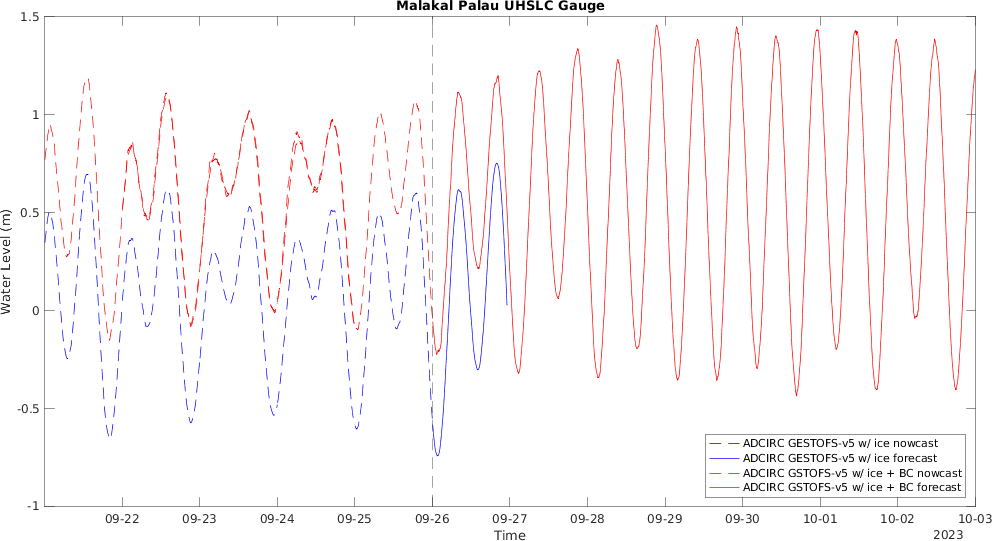 Malakal Palau UHSLC Gauge
1.5
1
0.5
0
-0.5
-1
Water Level (m)
ADCIRC GESTOFS-v5 w/ ice nowcast
ADCIRC GESTOFS-v5 w/ ice forecast
ADCIRC GSTOFS-v5 w/ ice + BC nowcast
ADCIRC GSTOFS-v5 w/ ice + BC forecast
09-22 09-23 09-24 09-25 09-26 09-27 09-28 09-29 09-30 10-01 10-02 10-03
Time
2023